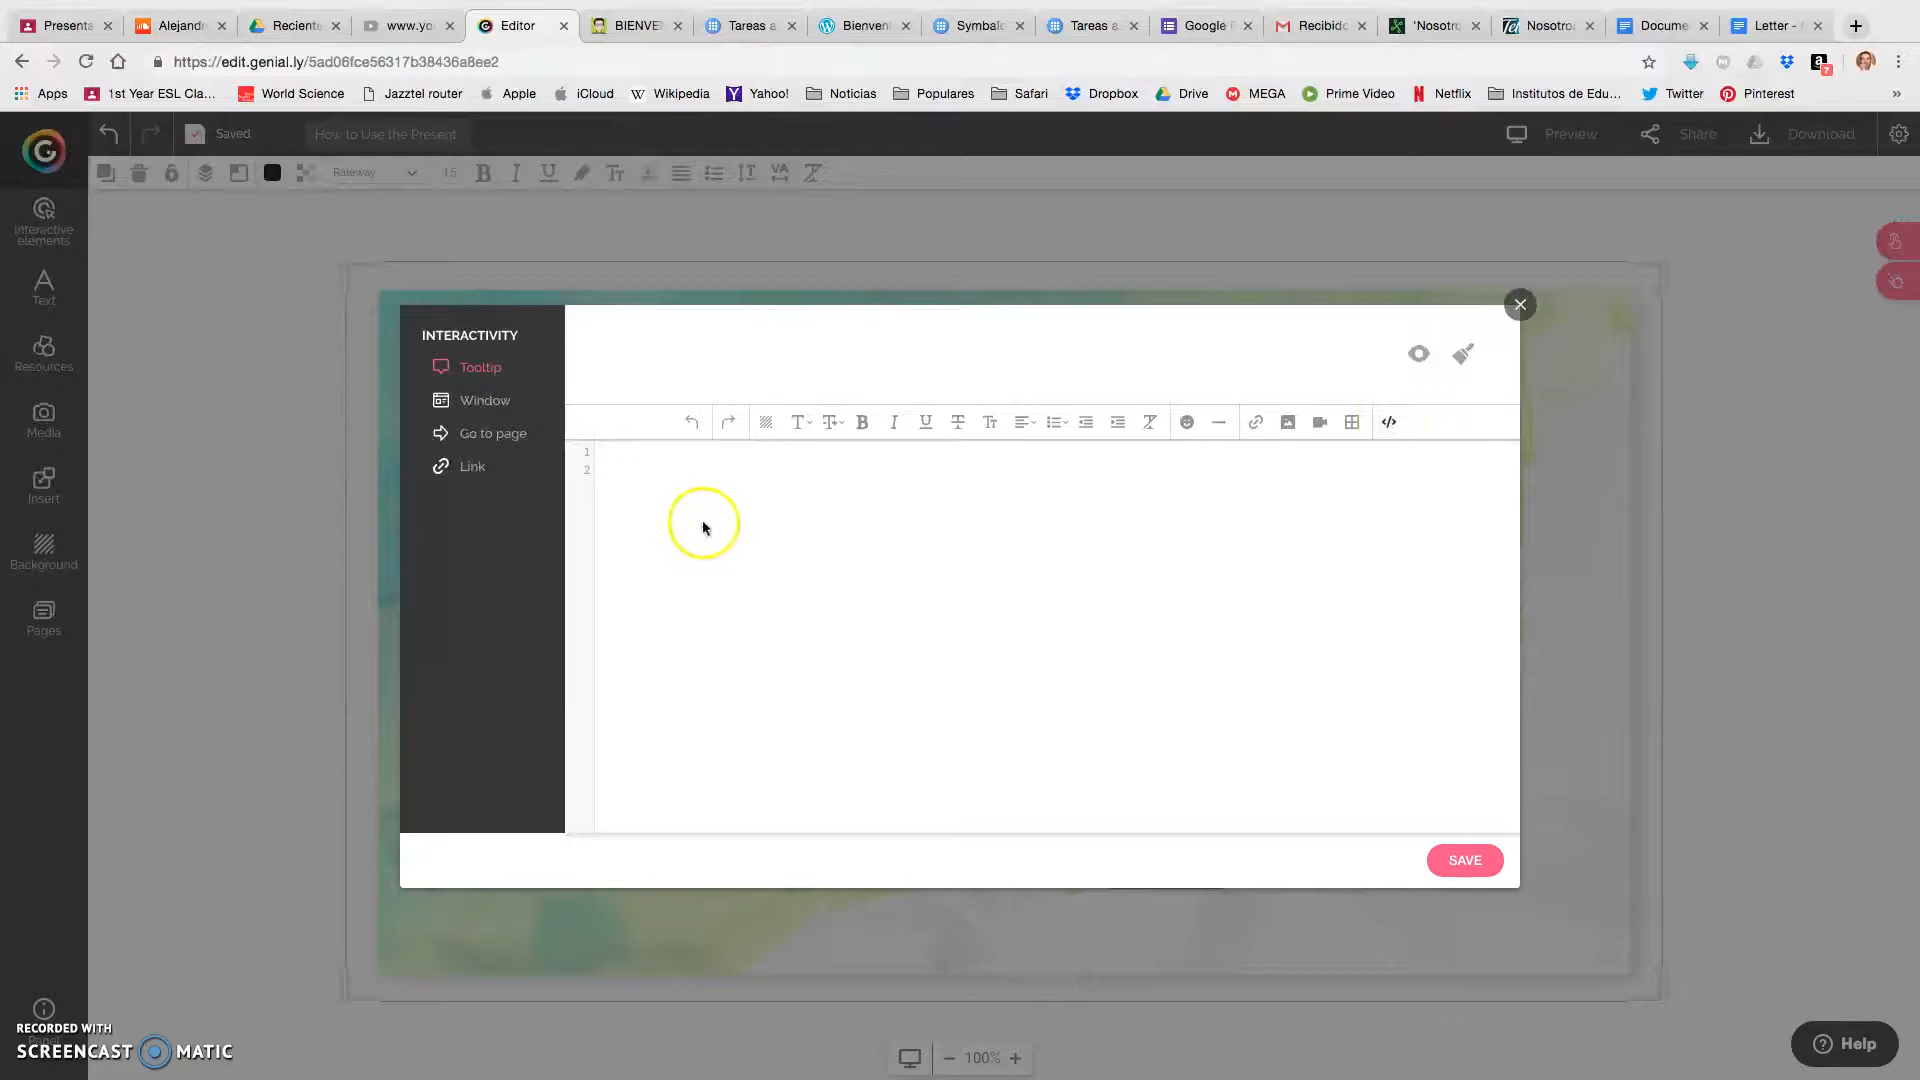 Presenta Alejandr Reciente www.yo Editor BIENVE Tareas a Bienveni Symbalo Tareas a Google Recibido 'Nosotro Nosotro Docume Letter -
https://edit.genial.ly/5ad06fce56317b38436a8ee2
Apps 1st Year ESL Cla... World Science Jazztel router Apple iCloud Wikipedia Yahoo! Noticias Populares Safari Dropbox Drive MEGA Prime Video Netflix Institutos de Edu... Twitter Pinterest »
Saved How to Use the Present Preview Share Download
Raleway 15 B I U
Interactive
elements
Text
Resources
Media
Insert
Background
Pages
INTERACTIVITY
Tooltip
Window
Go to page
Link
1
2
SAVE
RECORDED WITH
SCREENCAST MATIC
100%
Help